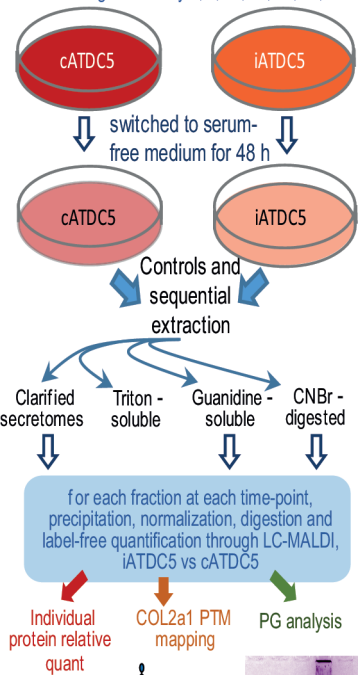 cATDC5 iATDC5
switched to serum-
free medium for 48 h
cATDC5 iATDC5
Controls and
sequential
extraction
Clarified
secretomes
Triton -
soluble
Guanidine -
soluble
CNBr -
digested
for each fraction at each time-point,
precipitation, normalization, digestion and
label-free quantification through LC-MALDI,
iATDC5 vs cATDC5
Individual
protein relative
quant
COL2a1 PTM
mapping
PG analysis